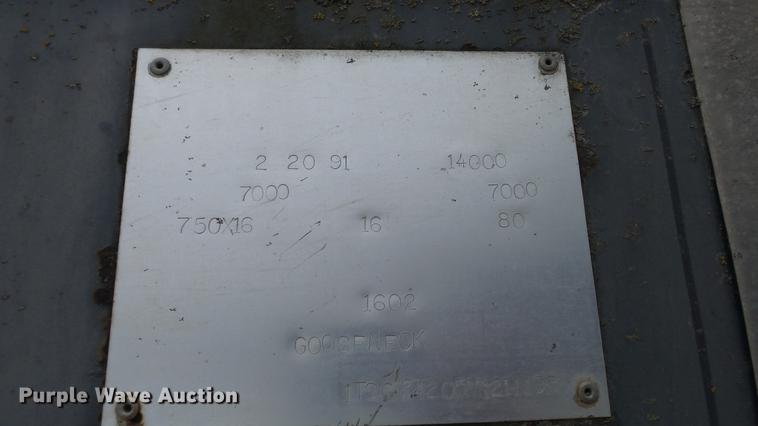 2 20 91 14000
7000 7000
750X16 16 80
1602
GOOSENECK
Purple Wave Auction